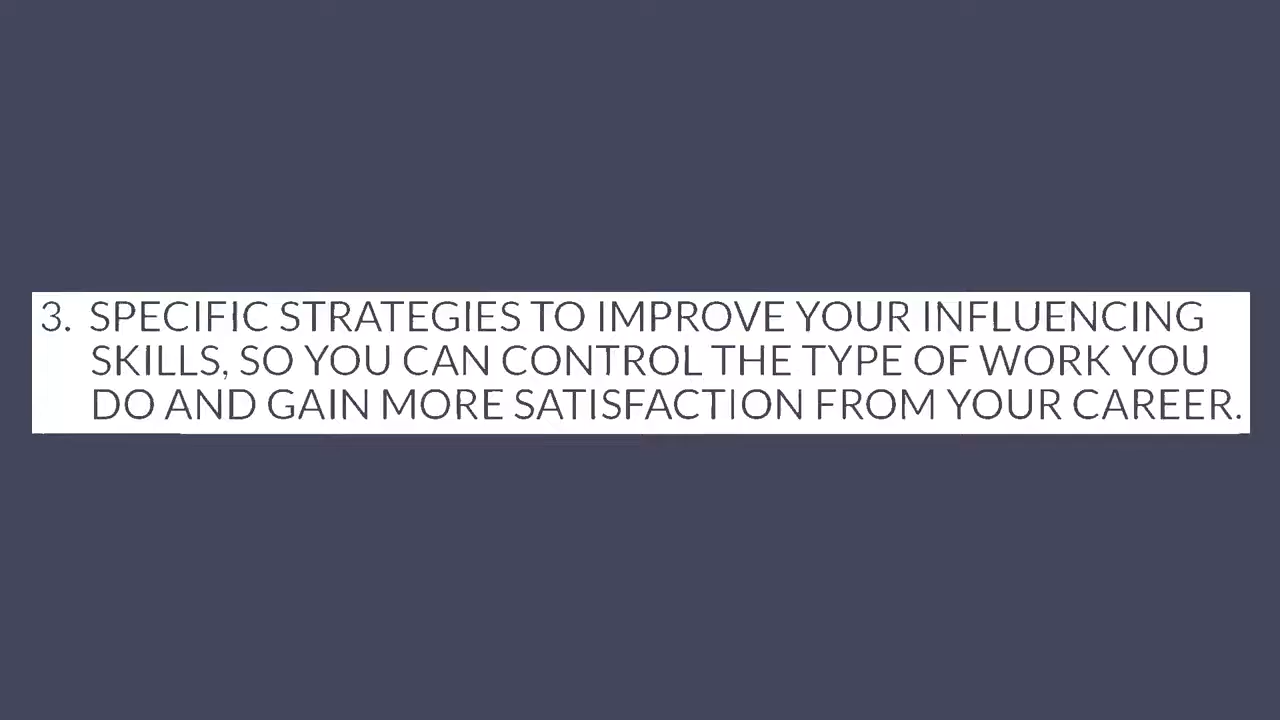 3. SPECIFIC STRATEGIES TO IMPROVE YOUR INFLUENCING
SKILLS, SO YOU CAN CONTROL THE TYPE OF WORK YOU
DO AND GAIN MORE SATISFACTION FROM YOUR CAREER.